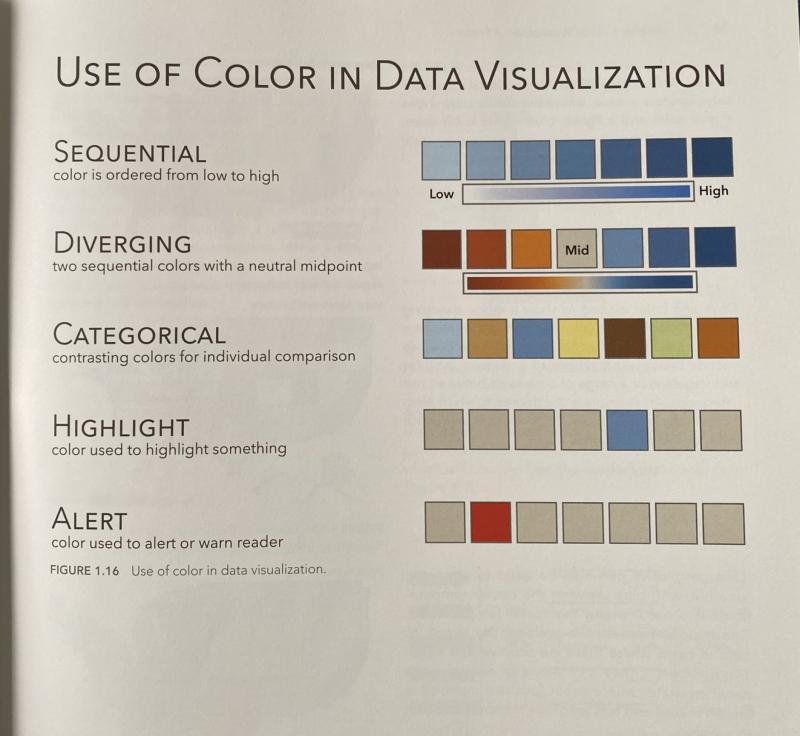 USE OF COLOR IN DATA VISUALIZATION
SEQUENTIAL
color is ordered from low to high
Low High
DIVERGING
two sequential colors with a neutral midpoint
Mid
CATEGORICAL
contrasting colors for individual comparison
HIGHLIGHT
color used to highlight something
ALERT
color used to alert or warn reader
FIGURE 1.16 Use of color in data visualization.